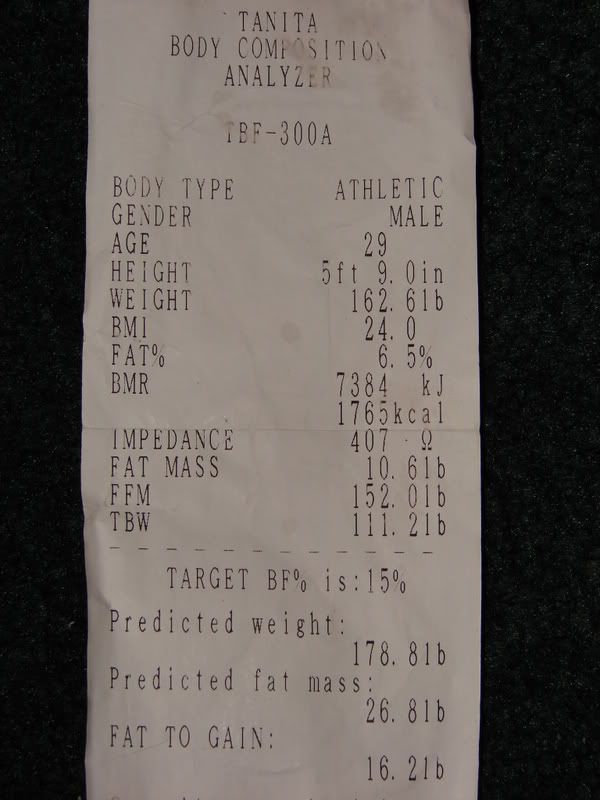 TANITA
BODY COMPOSITION
ANALYZER
TBF-300A
BODY TYPE ATHLETIC
GENDER MALE
AGE 29
HEIGHT 5ft 9.0in
WEIGHT 162.6lb
BMI 24.0
FAT% 6.5%
BMR 7384 kJ
1765kcal
IMPEDANCE 407 Ω
FAT MASS 10.6lb
FFM 152.0lb
TBW 111.2lb
- - - - - - - - - - - -
TARGET BF% is:15%
Predicted weight:
178.8lb
Predicted fat mass:
26.8lb
FAT TO GAIN:
16.2lb